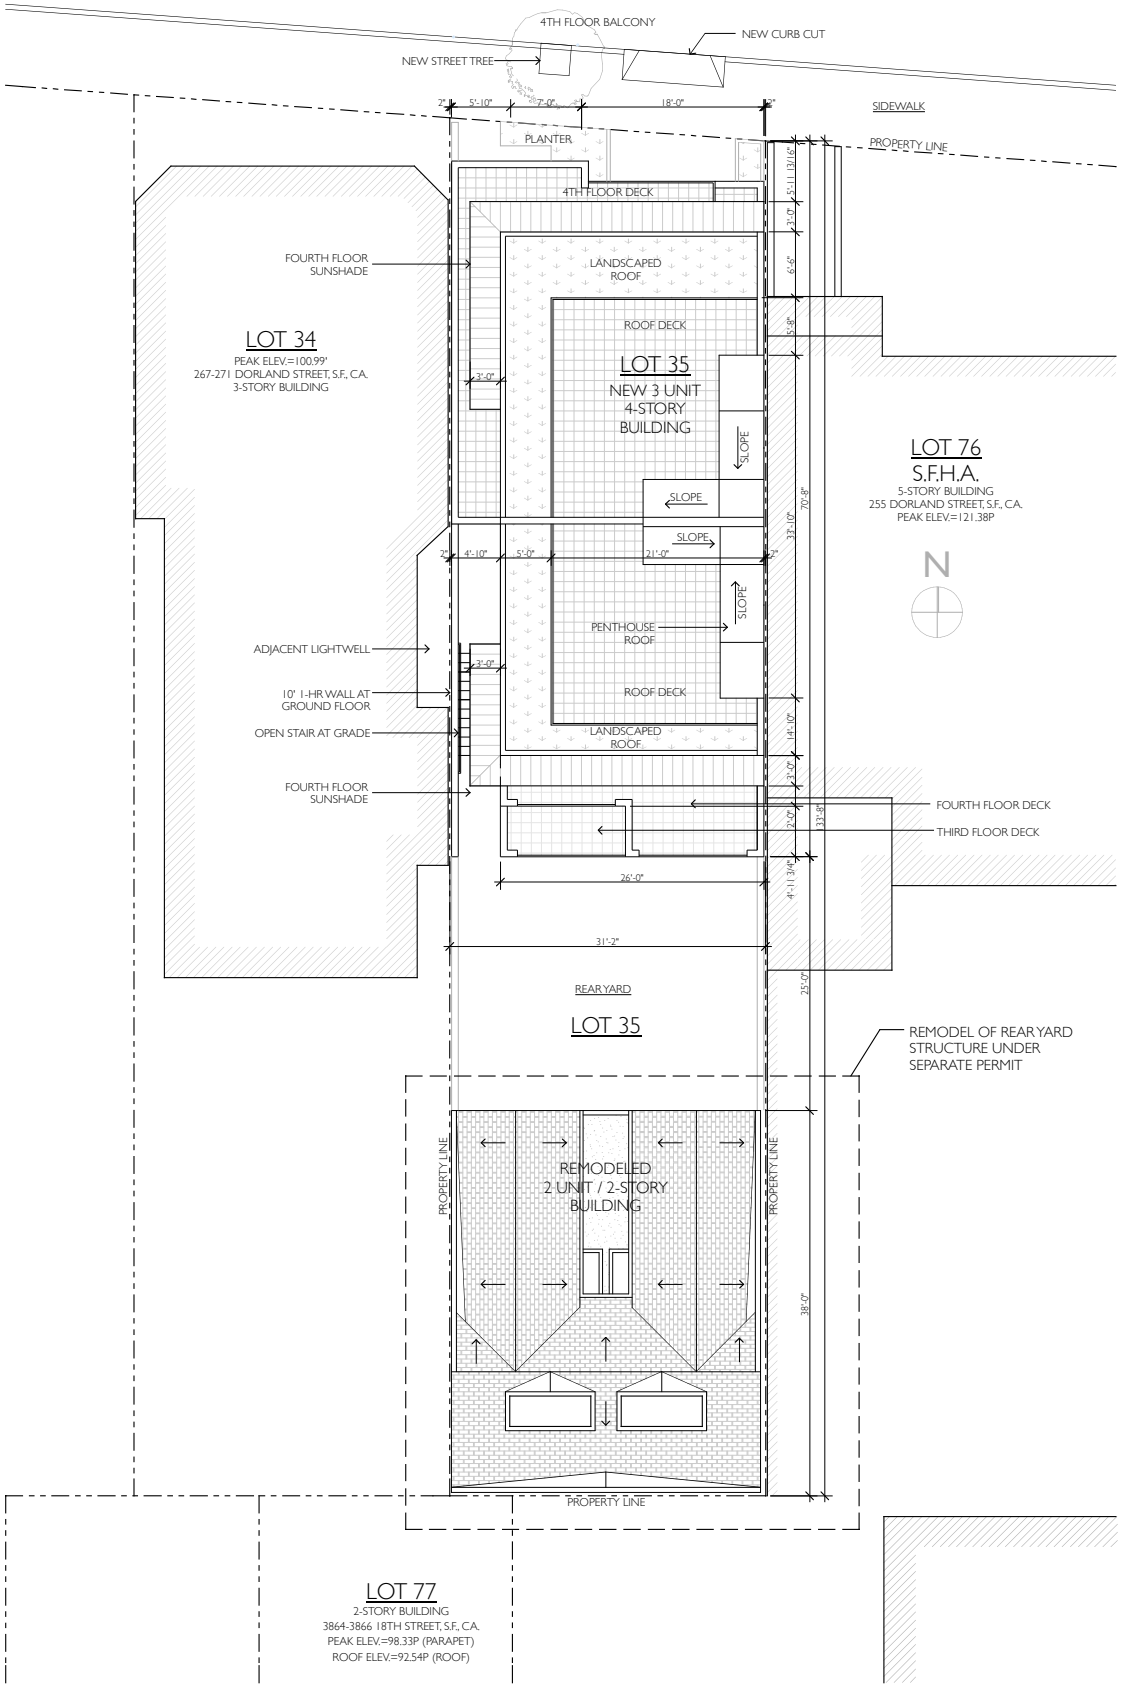 4TH FLOOR BALCONY
NEW CURB CUT
NEW STREET TREE
2"
5'-10"
7'-0"
18'-0"
2"
SIDEWALK
PLANTER
PROPERTY LINE
5'-11 13/16"
4TH FLOOR DECK
3'-0"
FOURTH FLOOR
SUNSHADE
LANDSCAPED
ROOF
6'-6"
LOT 34
PEAK ELEV.=100.99'
267-271 DORLAND STREET, S.F., CA.
3-STORY BUILDING
ROOF DECK
5'-8"
LOT 35
NEW 3 UNIT
4-STORY
BUILDING
3'-0"
SLOPE
LOT 76
S.F.H.A.
5-STORY BUILDING
255 DORLAND STREET, S.F., CA.
PEAK ELEV.=121.38P
SLOPE
70'-8"
33'-10"
SLOPE
2"
4'-10"
5'-0"
21'-0"
2"
N
SLOPE
PENTHOUSE
ROOF
ADJACENT LIGHTWELL
3'-0"
10' 1-HR WALL AT
GROUND FLOOR
ROOF DECK
OPEN STAIR AT GRADE
LANDSCAPED
ROOF
14'-10"
3'-0"
FOURTH FLOOR
SUNSHADE
FOURTH FLOOR DECK
2'-0"
133'-8"
THIRD FLOOR DECK
26'-0"
4'-11 3/4"
31'-2"
REAR YARD
25'-0"
LOT 35
REMODEL OF REAR YARD
STRUCTURE UNDER
SEPARATE PERMIT
PROPERTY LINE
REMODELED
2 UNIT / 2-STORY
BUILDING
PROPERTY LINE
38'-0"
PROPERTY LINE
LOT 77
2-STORY BUILDING
3864-3866 18TH STREET, S.F., CA.
PEAK ELEV.=98.33P (PARAPET)
ROOF ELEV.=92.54P (ROOF)